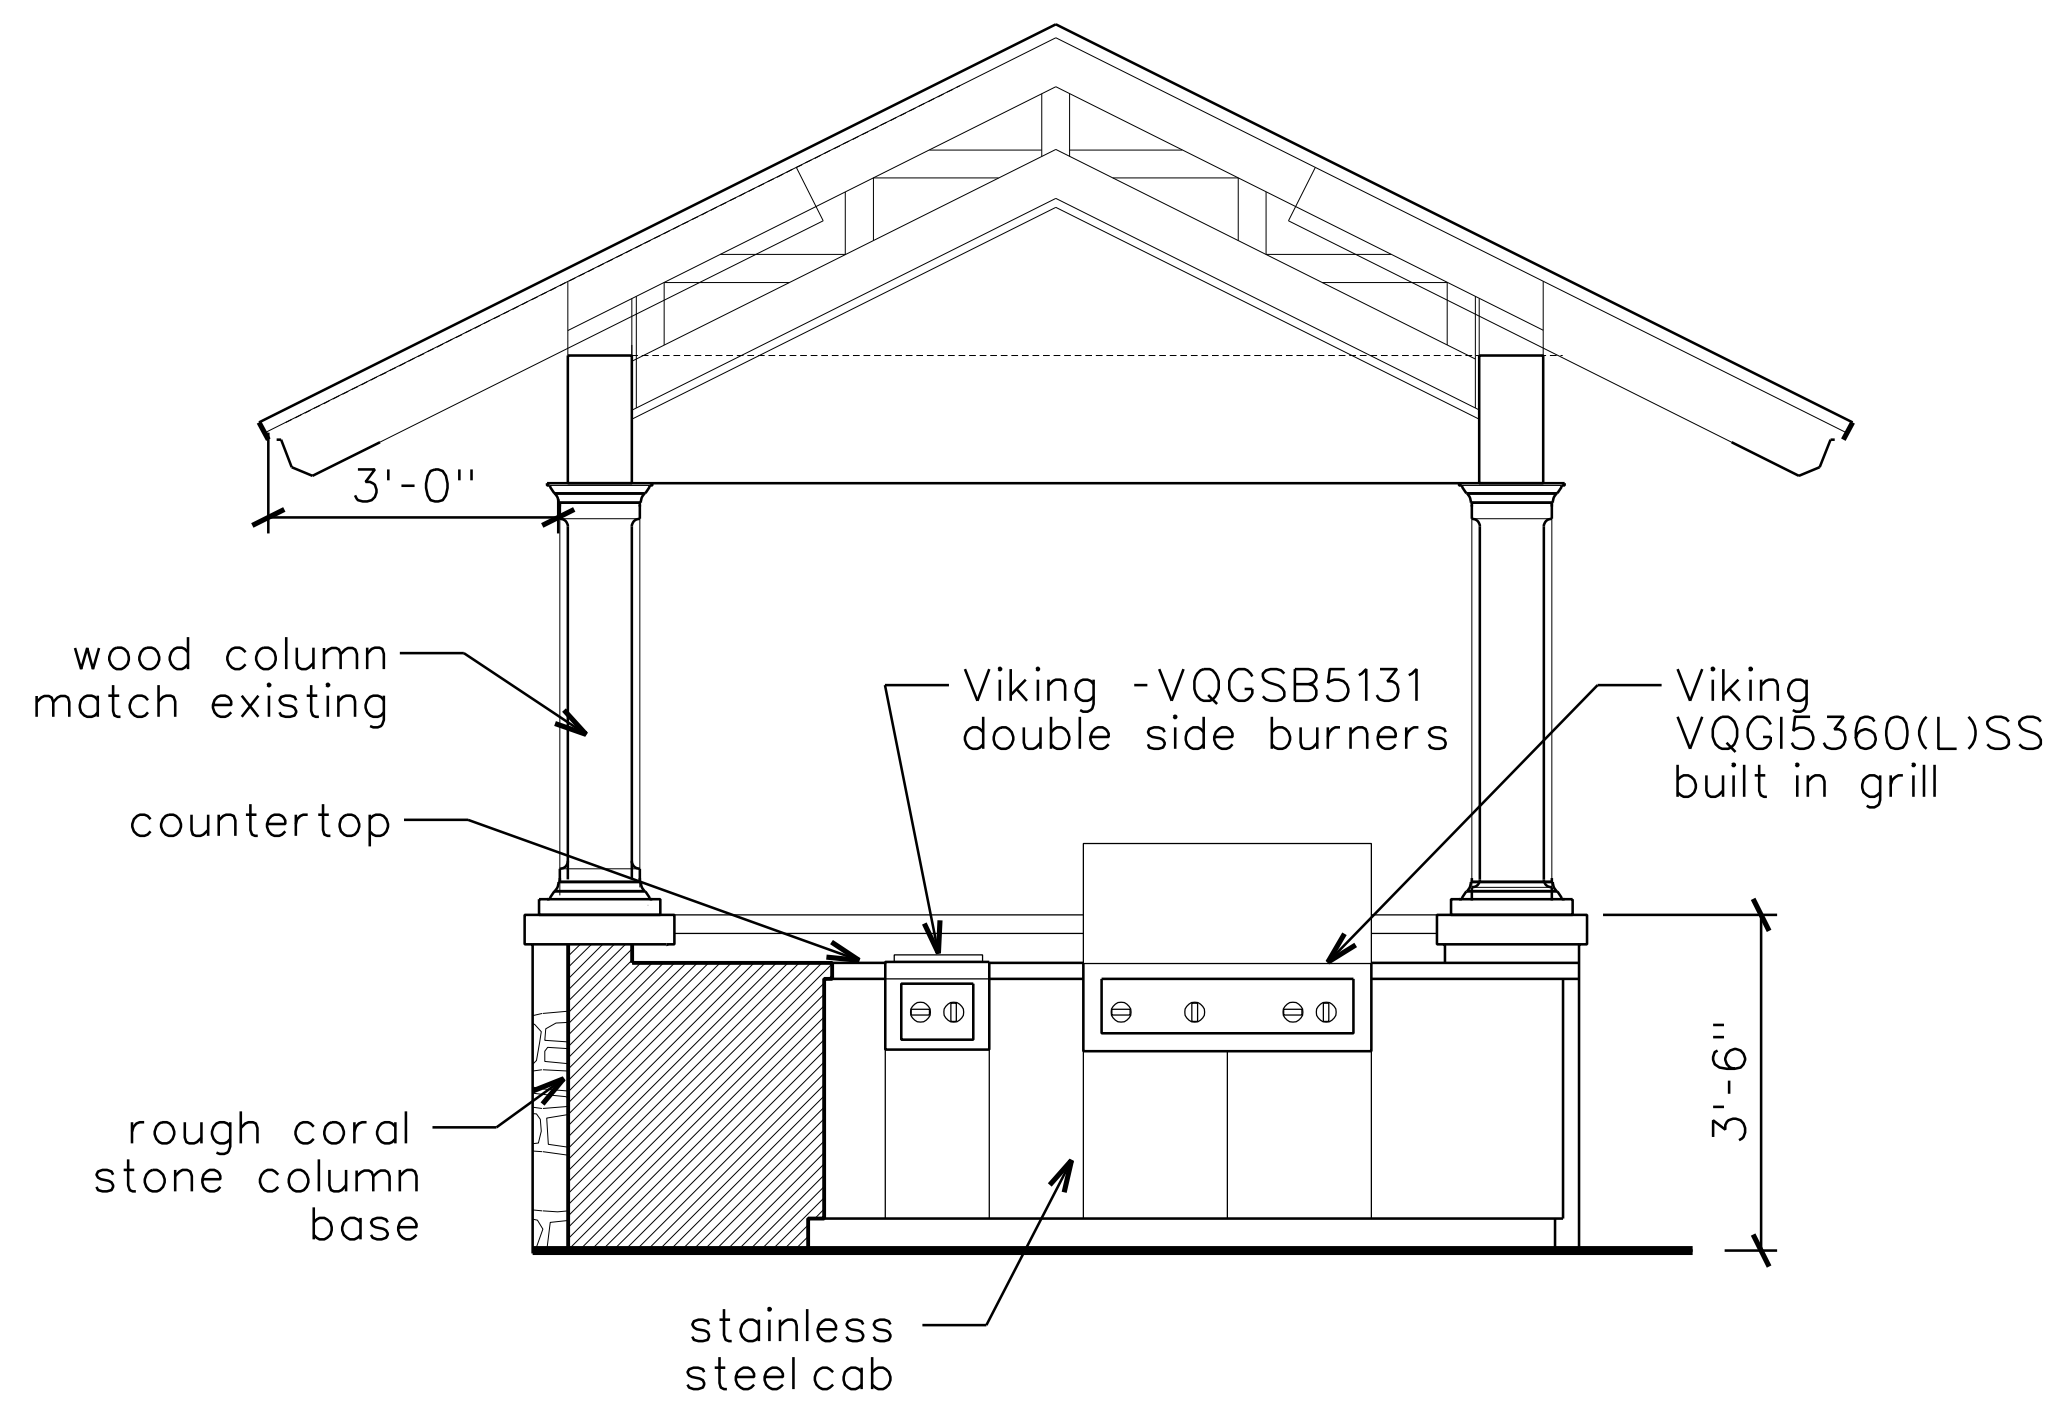 3'-0"
wood column
match existing
Viking -VQGSB5131
double side burners
Viking
VQGI5360(L)SS
built in grill
countertop
3'-6"
rough coral
stone column
base
stainless
steel cab